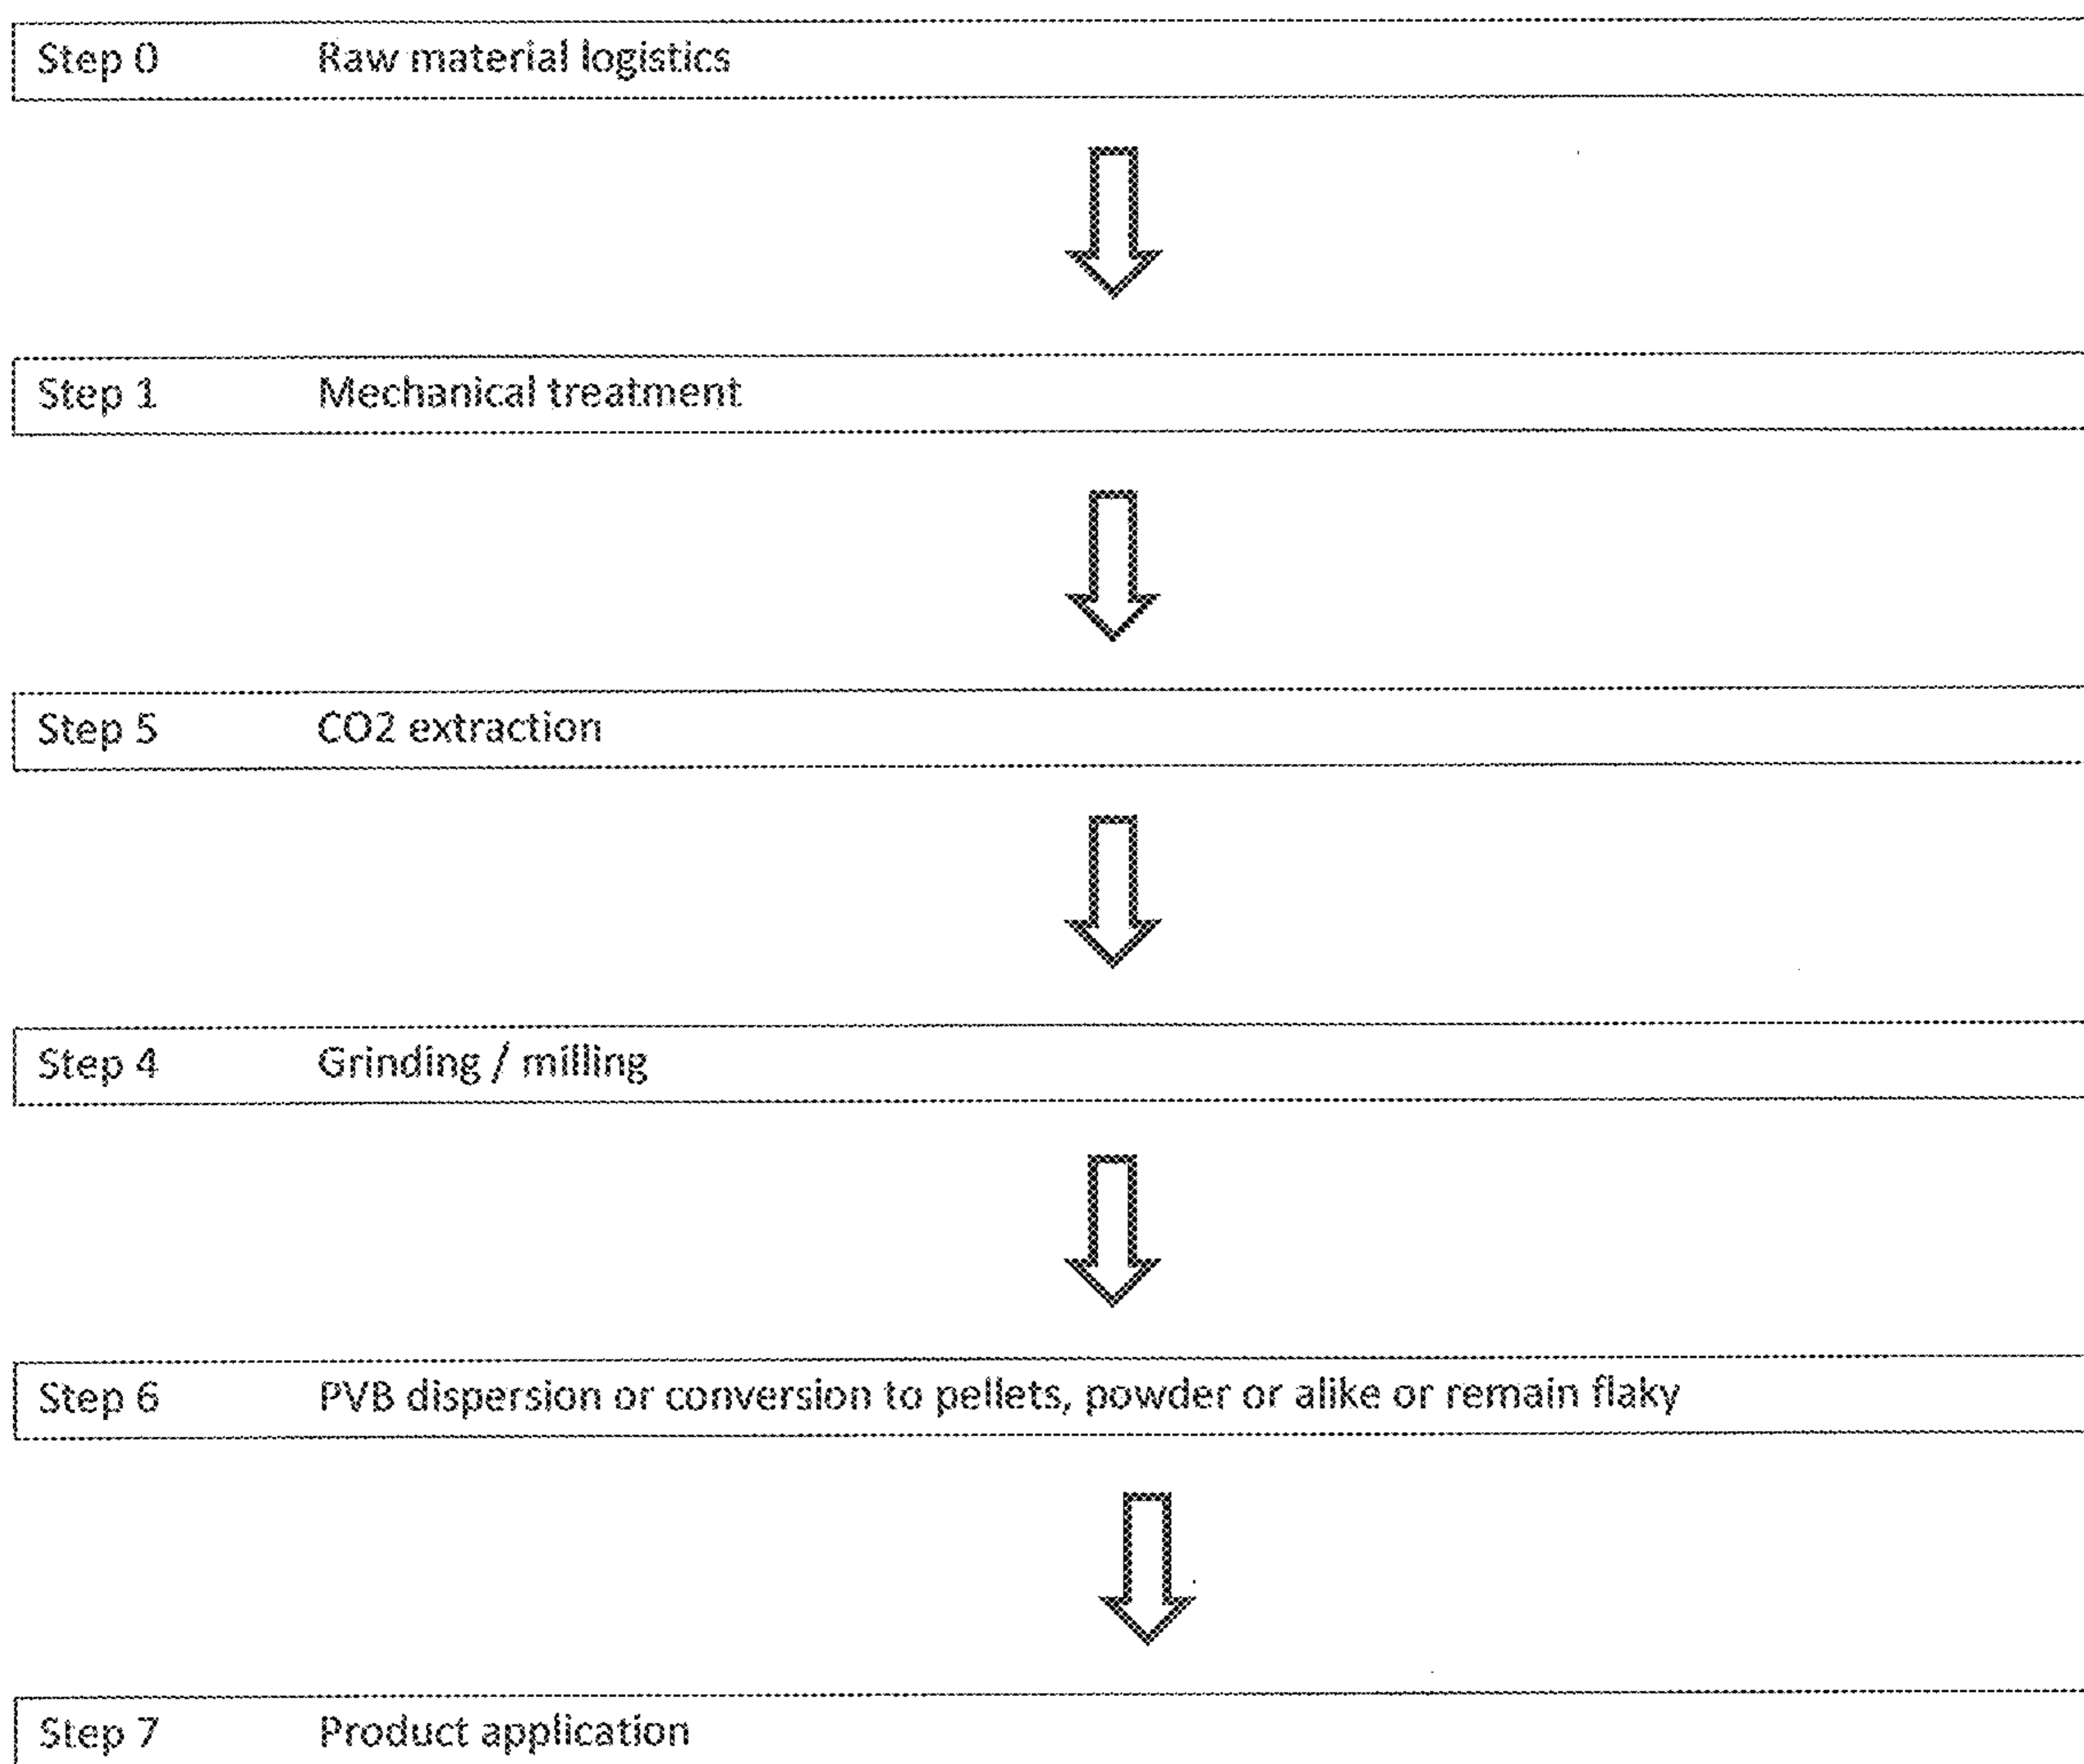 Step 0 Raw material logistics
Step 1 Mechanical treatment
Step 5 CO2 extraction
Step 4 Grinding / milling
Step 6 PVB dispersion or conversion to pellets, powder or alike or remain flaky
Step 7 Product application